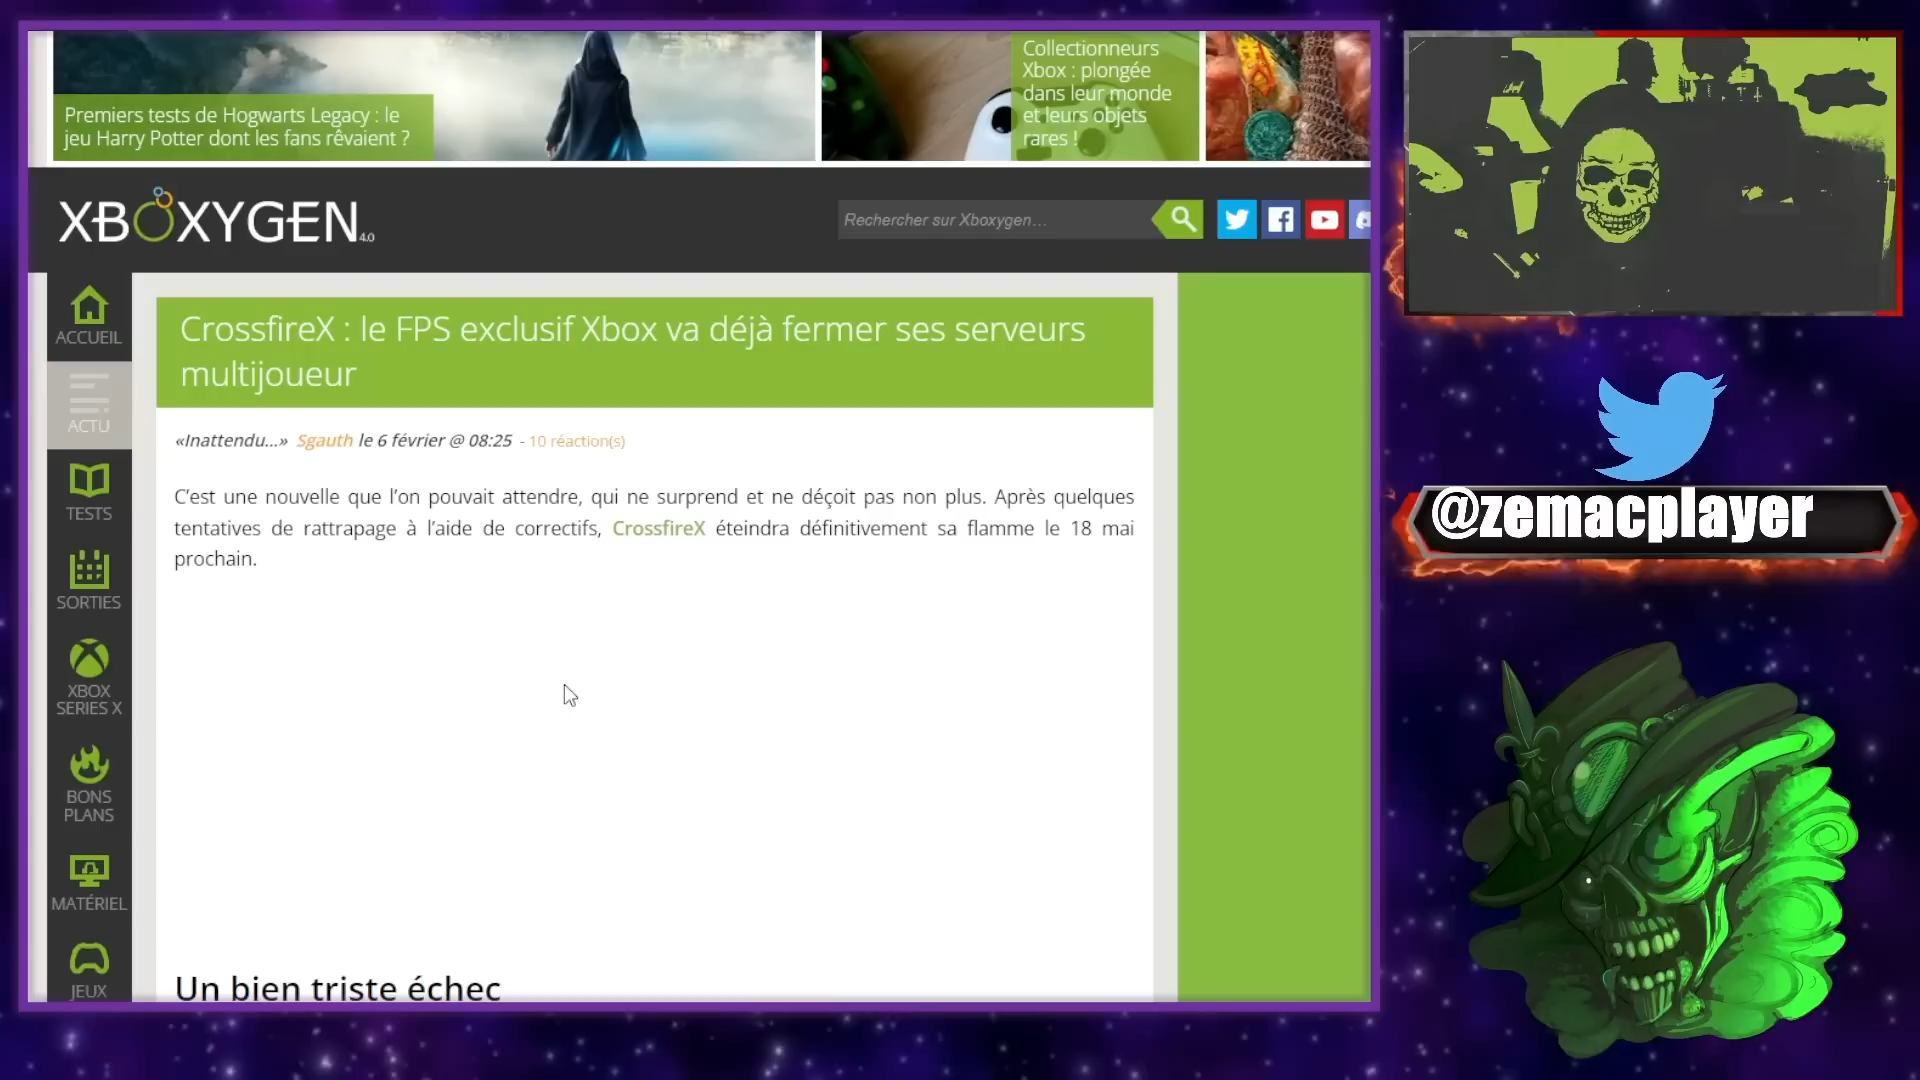 Premiers tests de Hogwarts Legacy : le
jeu Harry Potter dont les fans rêvaient ?
Collectionneurs
Xbox : plongée
dans leur monde
et leurs objets
rares !
XBOXYGEN 4.0
Rechercher sur Xboxygen...
ACCUEIL
ACTU
TESTS
SORTIES
XBOX
SERIES X
BONS
PLANS
MATÉRIEL
JEUX
CrossfireX : le FPS exclusif Xbox va déjà fermer ses serveurs
multijoueur
«Inattendu...» Sgauth le 6 février @ 08:25 - 10 réaction(s)
C’est une nouvelle que l’on pouvait attendre, qui ne surprend et ne déçoit pas non plus. Après quelques
tentatives de rattrapage à l’aide de correctifs, CrossfireX éteindra définitivement sa flamme le 18 mai
prochain.
Un bien triste échec
@zemacplayer